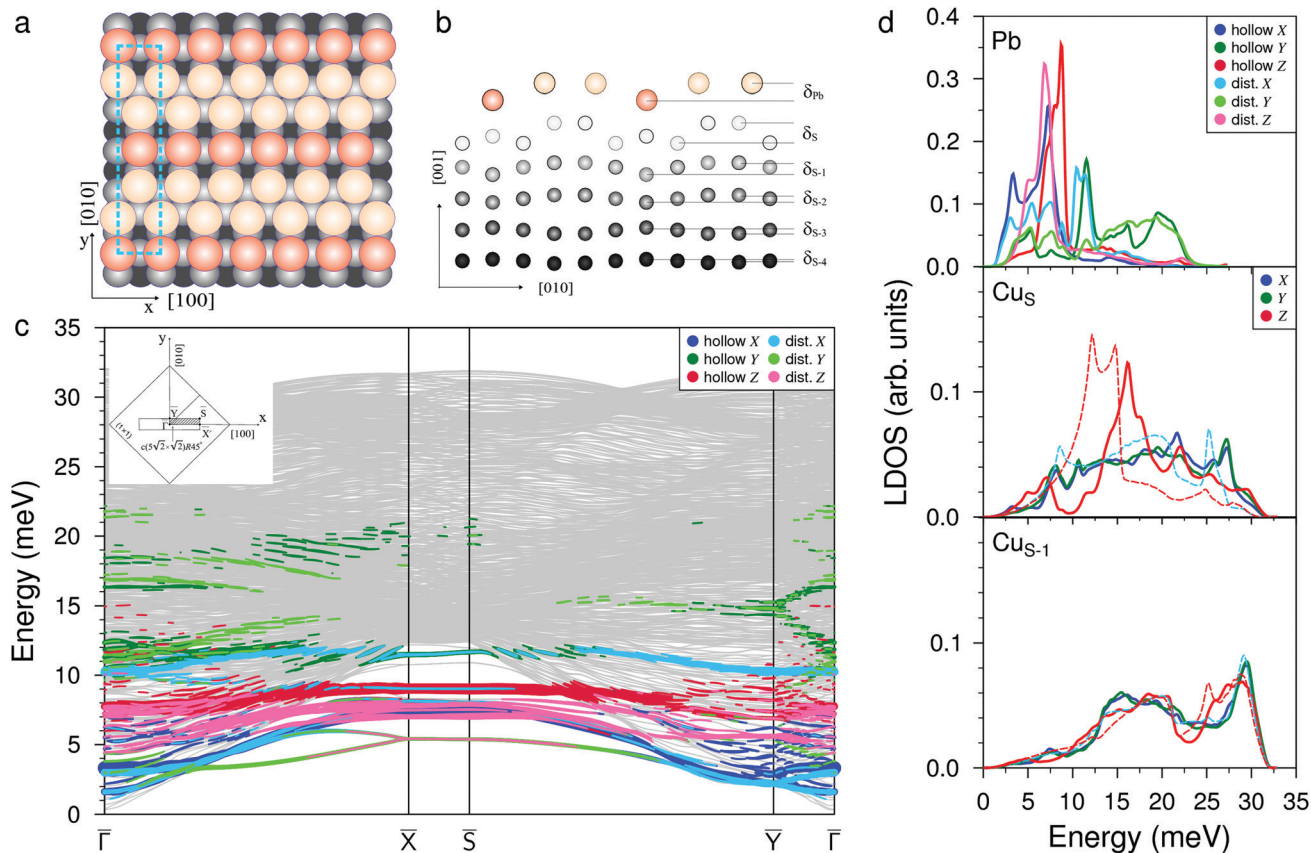 a
[010]
y
x
[100]
b
[001]
[010]
δPb
δS
δS-1
δS-2
δS-3
δS-4
c
35
30
25
20
15
10
5
0
Energy (meV)
hollow X
hollow Y
hollow Z
dist. X
dist. Y
dist. Z
y
[010]
x
[100]
(1×1)
Y̅
S̅
Γ̅
X̅'
c(5√2×√2)R45°
Γ̅
X̅
S̅
Y̅
Γ̅
d
LDOS (arb. units)
Pb
0.4
0.3
0.2
0.1
0.0
hollow X
hollow Y
hollow Z
dist. X
dist. Y
dist. Z
CuS
0.1
0.0
X
Y
Z
CuS-1
0.1
0.0
0 5 10 15 20 25 30 35
Energy (meV)